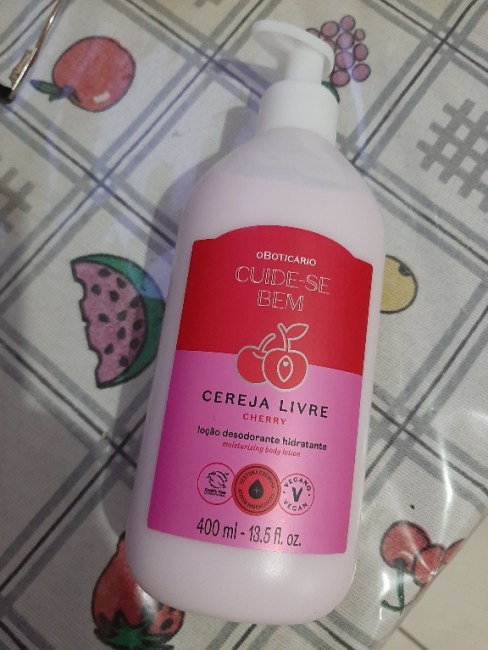 oBOTICÁRIO
CUIDE-SE
BEM
CEREJA LIVRE
CHERRY
loção desodorante hidratante
moisturizing body lotion
VEGANO
V
VEGAN
400 ml - 13.5 fl. oz.